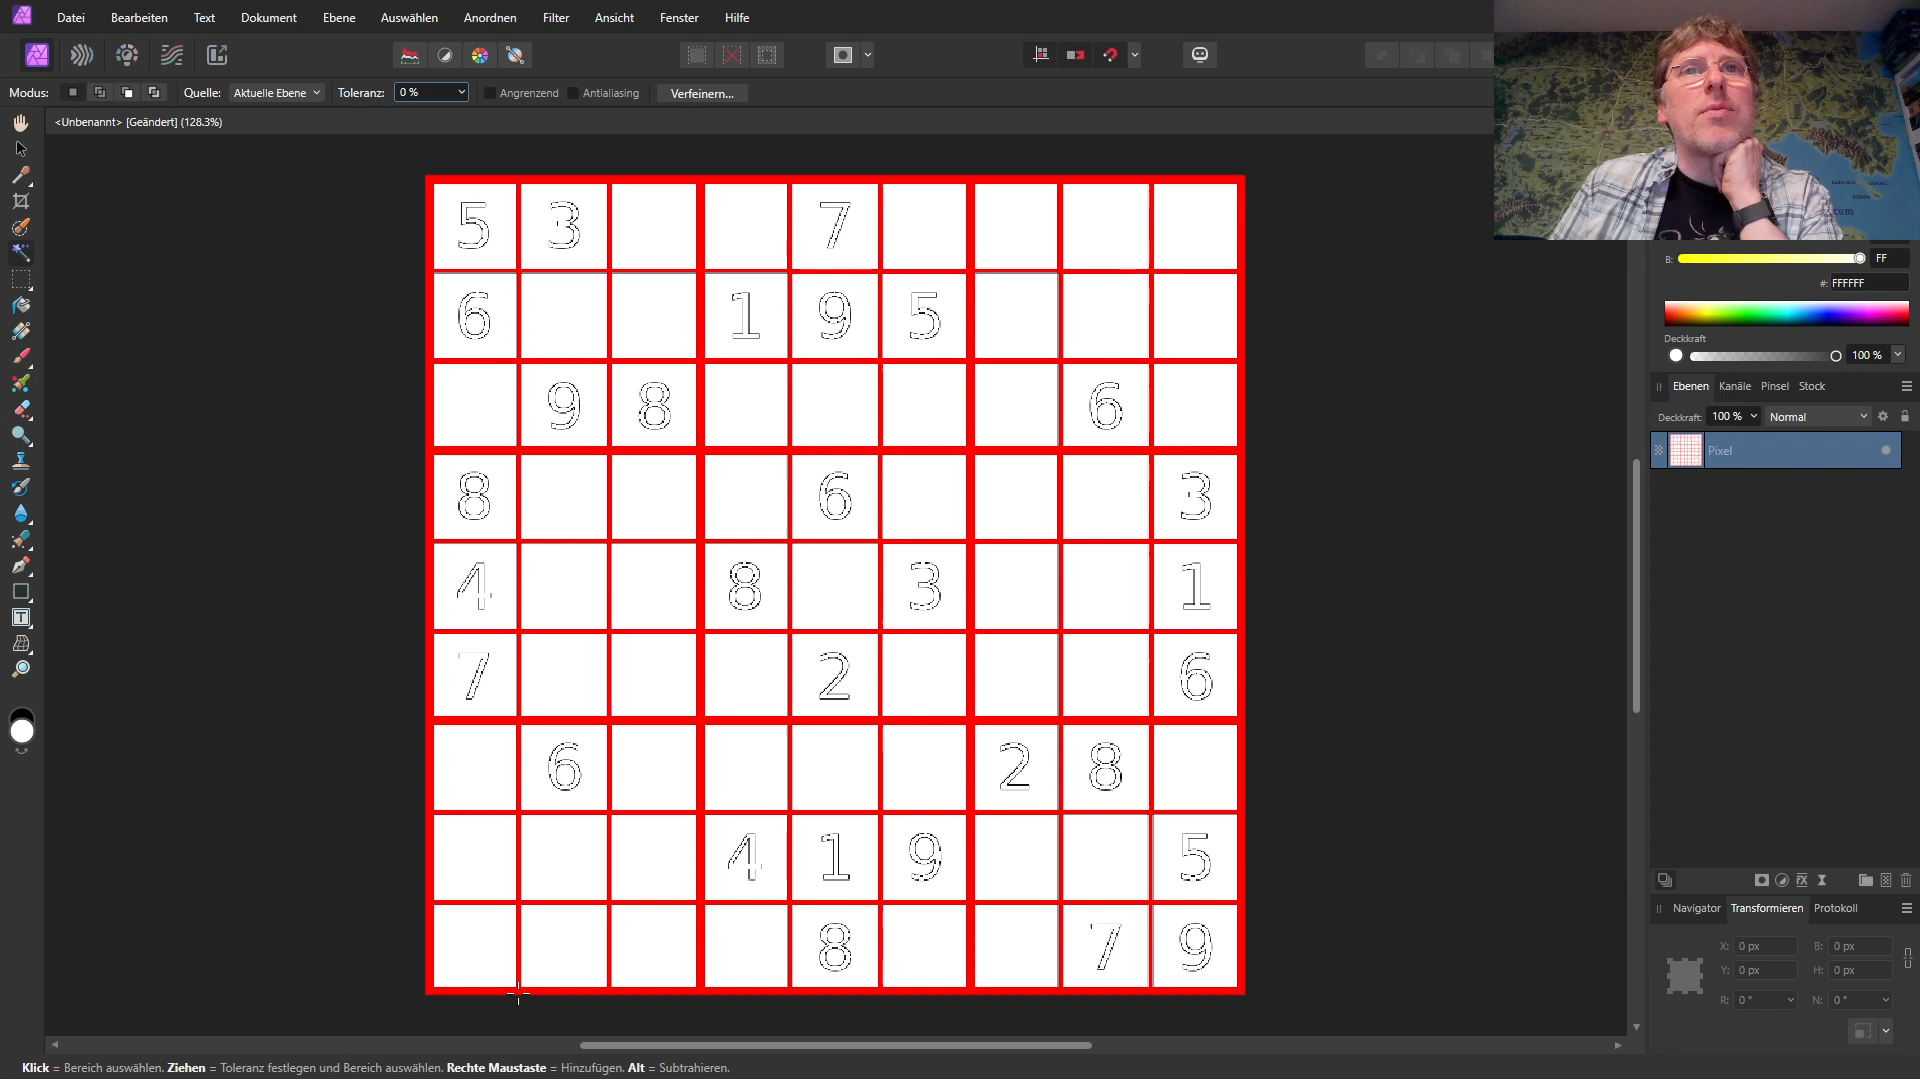 Datei Bearbeiten Text Dokument Ebene Auswählen Anordnen Filter Ansicht Fenster Hilfe
Modus: Quelle: Aktuelle Ebene Toleranz: 0 % Angrenzend Antialiasing Verfeinern...
<Unbenannt> [Geändert] (128.3%)
5 3 7
6 1 9 5
9 8 6
8 6 3
4 8 3 1
7 2 6
6 2 8
4 1 9 5
8 7 9
B: FF
#: FFFFFF
Deckkraft
100 %
Ebenen Kanäle Pinsel Stock
Deckkraft: 100 % Normal
Pixel
Navigator Transformieren Protokoll
X: 0 px B: 0 px
Y: 0 px H: 0 px
R: 0 ° N: 0 °
Klick = Bereich auswählen. Ziehen = Toleranz festlegen und Bereich auswählen. Rechte Maustaste = Hinzufügen. Alt = Subtrahieren.